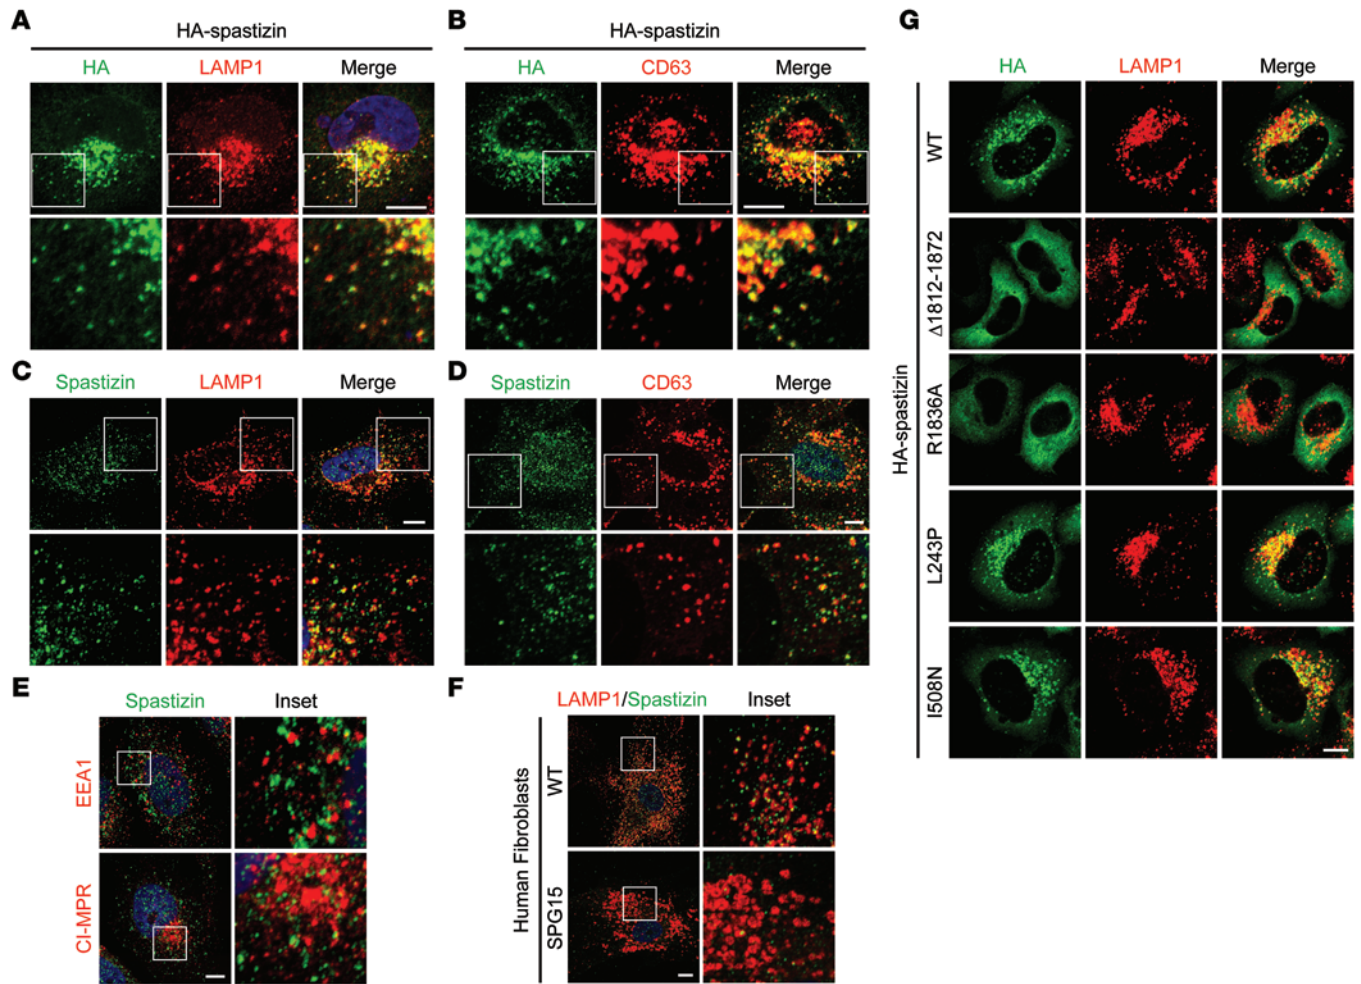 A
HA-spastizin
HA LAMP1 Merge
B
HA-spastizin
HA CD63 Merge
C
Spastizin LAMP1 Merge
D
Spastizin CD63 Merge
E
Spastizin Inset
EEA1
CI-MPR
F
LAMP1/Spastizin Inset
Human Fibroblasts
WT
SPG15
G
HA LAMP1 Merge
HA-spastizin
WT
Δ1812-1872
R1836A
L243P
I508N